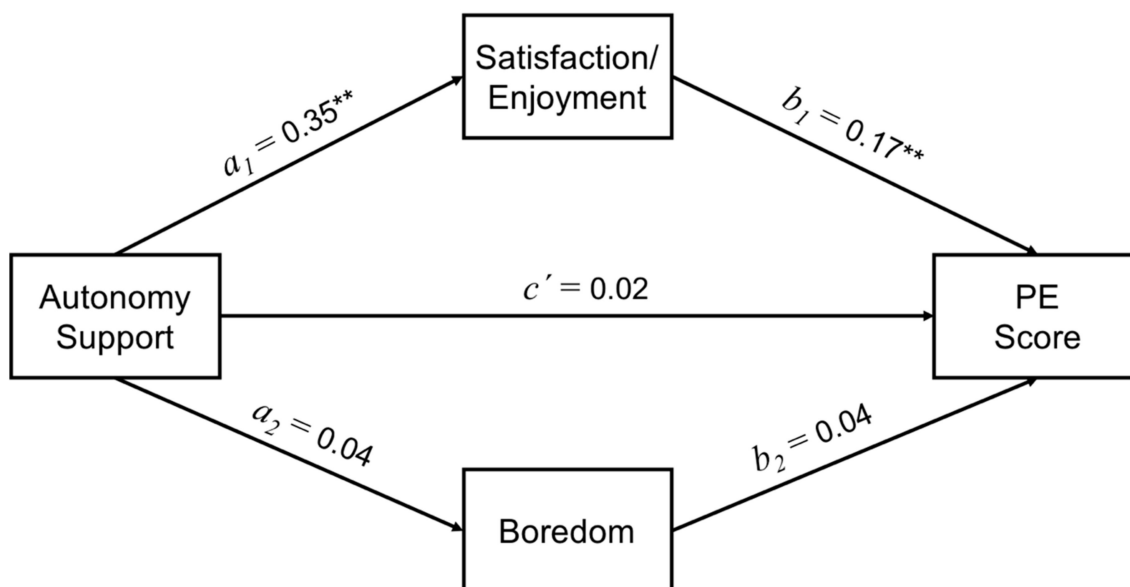 Satisfaction/
Enjoyment
a₁ = 0.35**
b₁ = 0.17**
Autonomy
Support
c´ = 0.02
PE
Score
a₂ = 0.04
b₂ = 0.04
Boredom